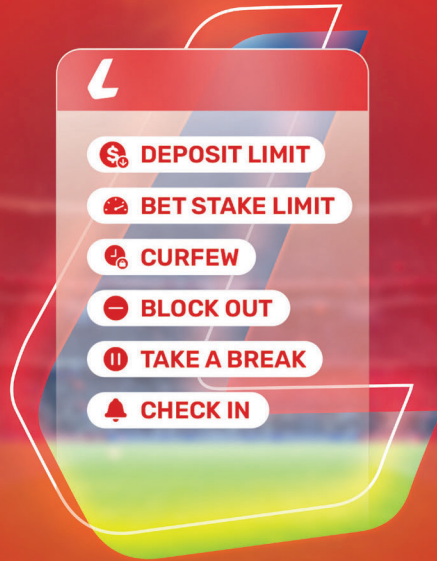 L
DEPOSIT LIMIT
BET STAKE LIMIT
CURFEW
BLOCK OUT
TAKE A BREAK
CHECK IN